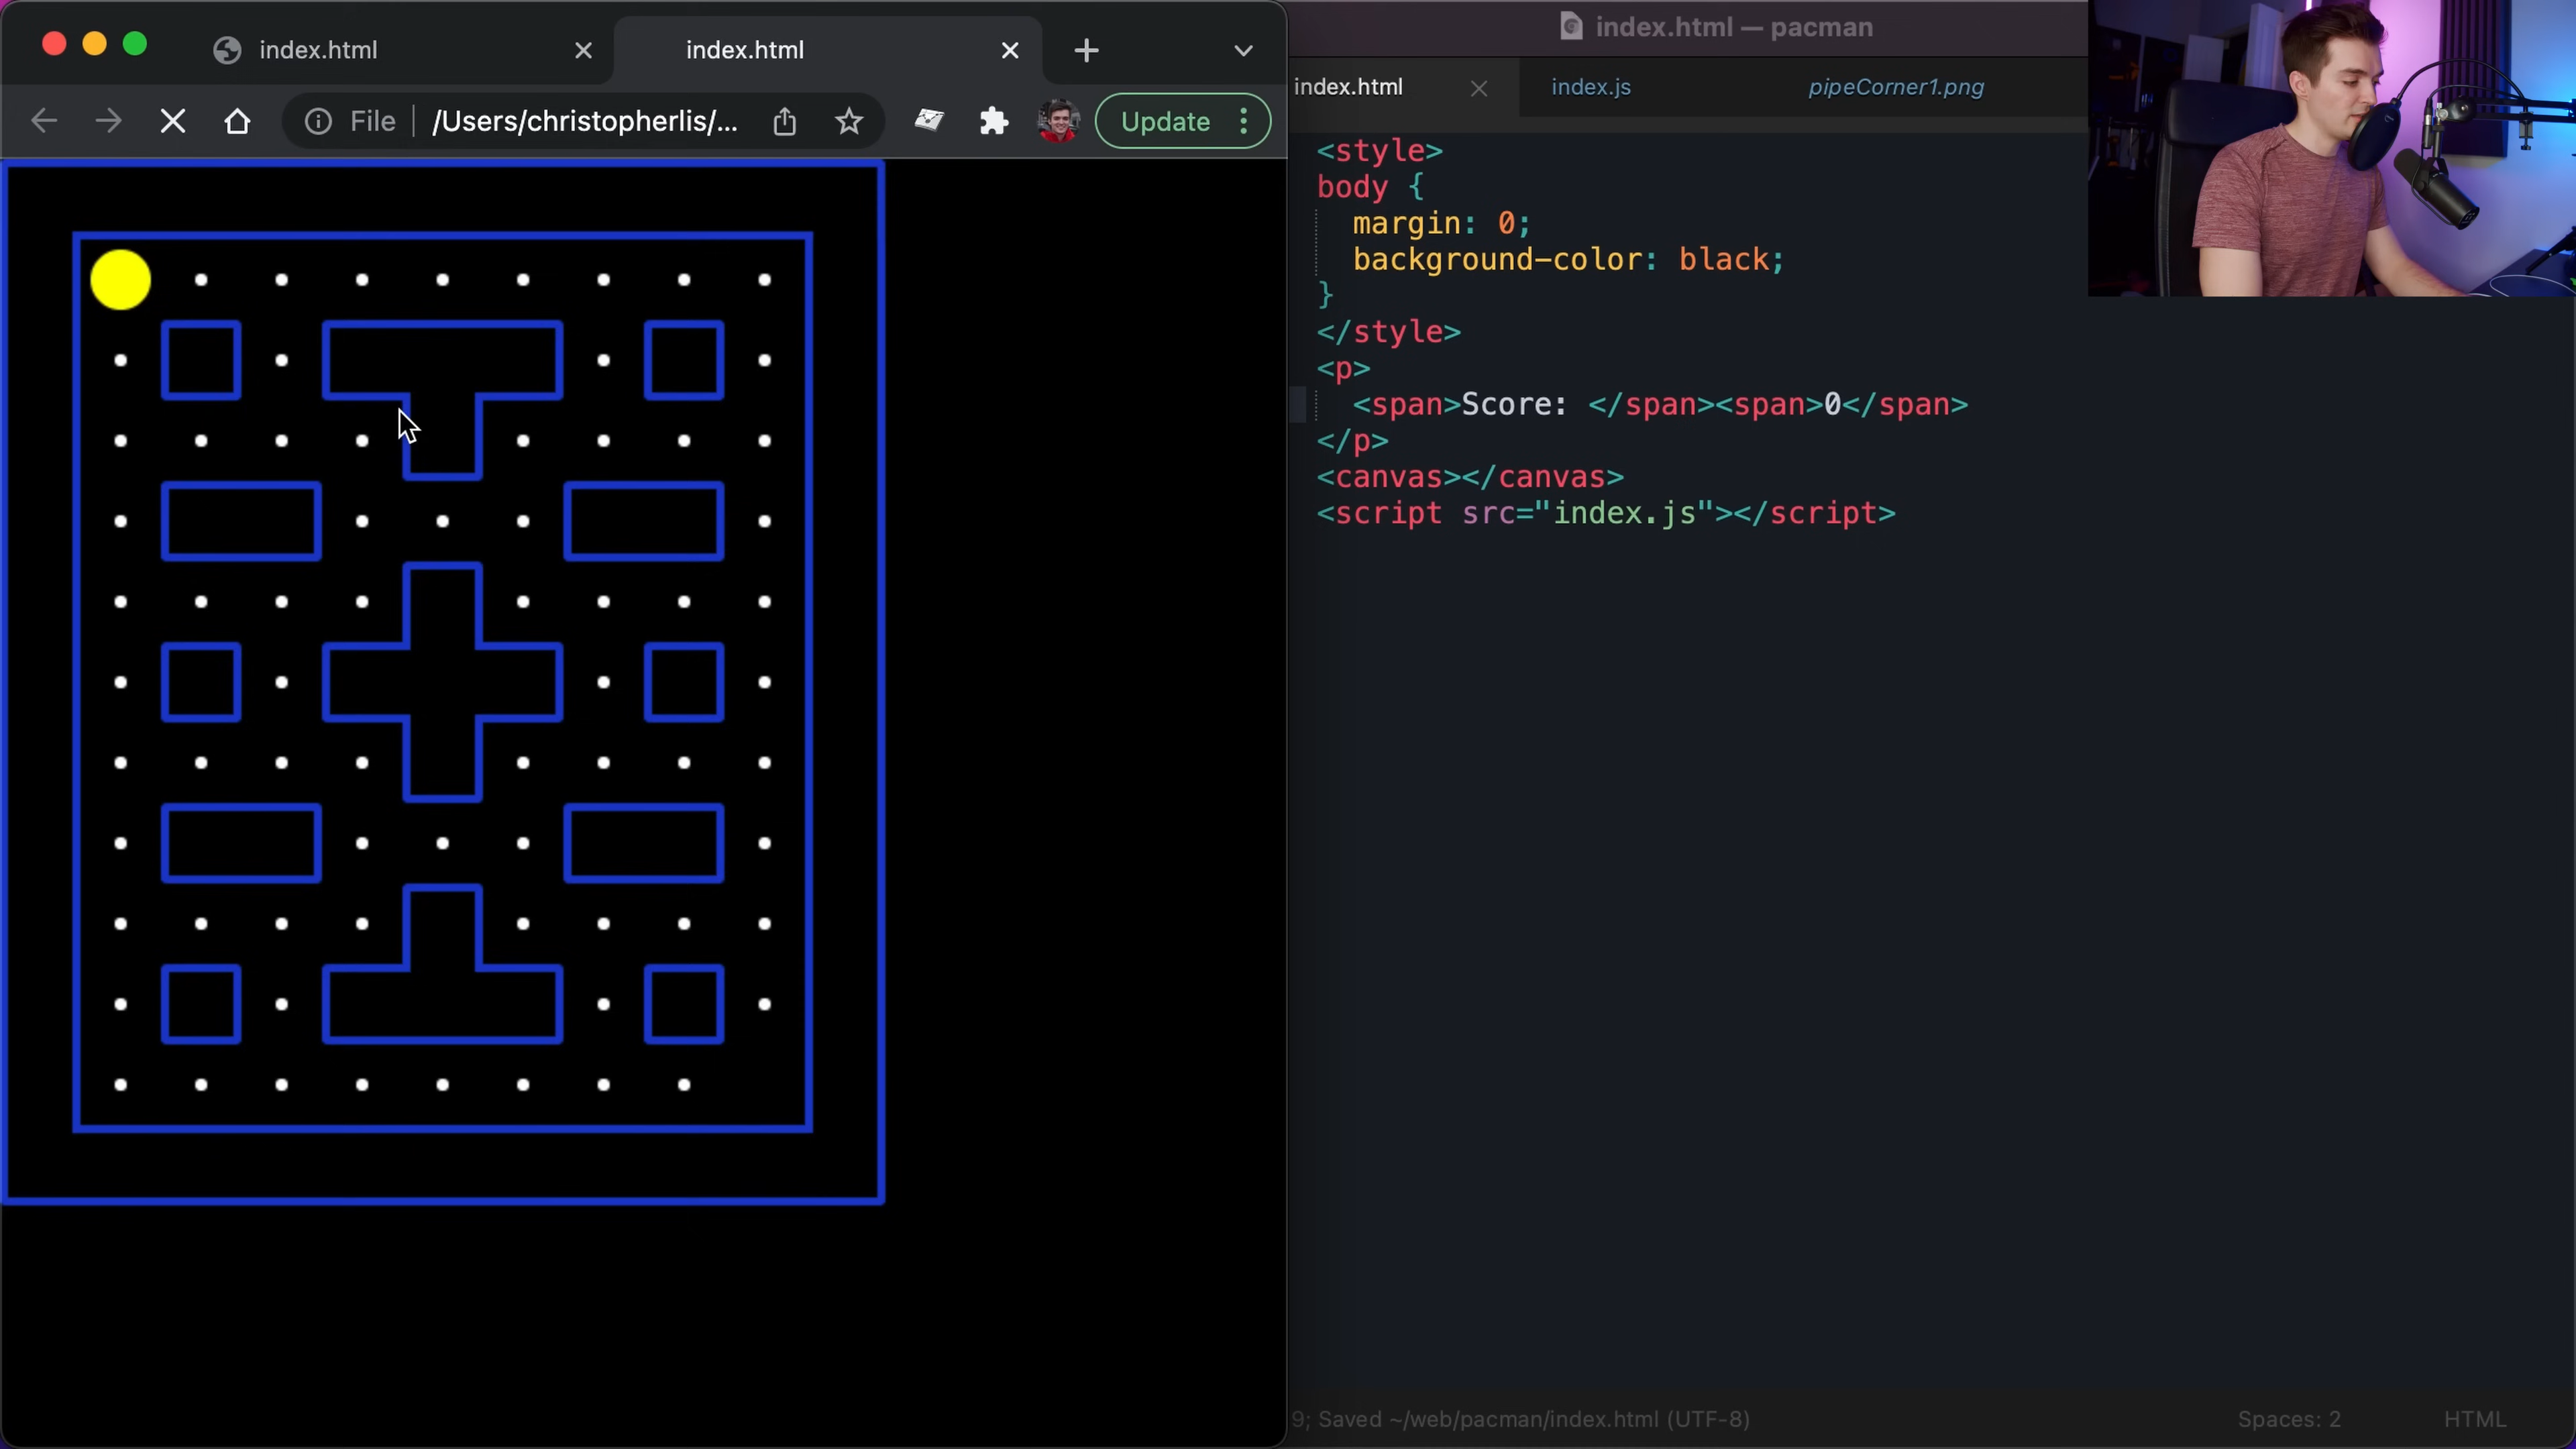 index.html
index.html
File
/Users/christopherlis/...
Update
index.html — pacman
index.html
index.js
pipeCorner1.png
<style>
body {
margin: 0;
background-color: black;
}
</style>
<p>
<span>Score: </span><span>0</span>
</p>
<canvas></canvas>
<script src="index.js"></script>
9; Saved ~/web/pacman/index.html (UTF-8)
Spaces: 2
HTML